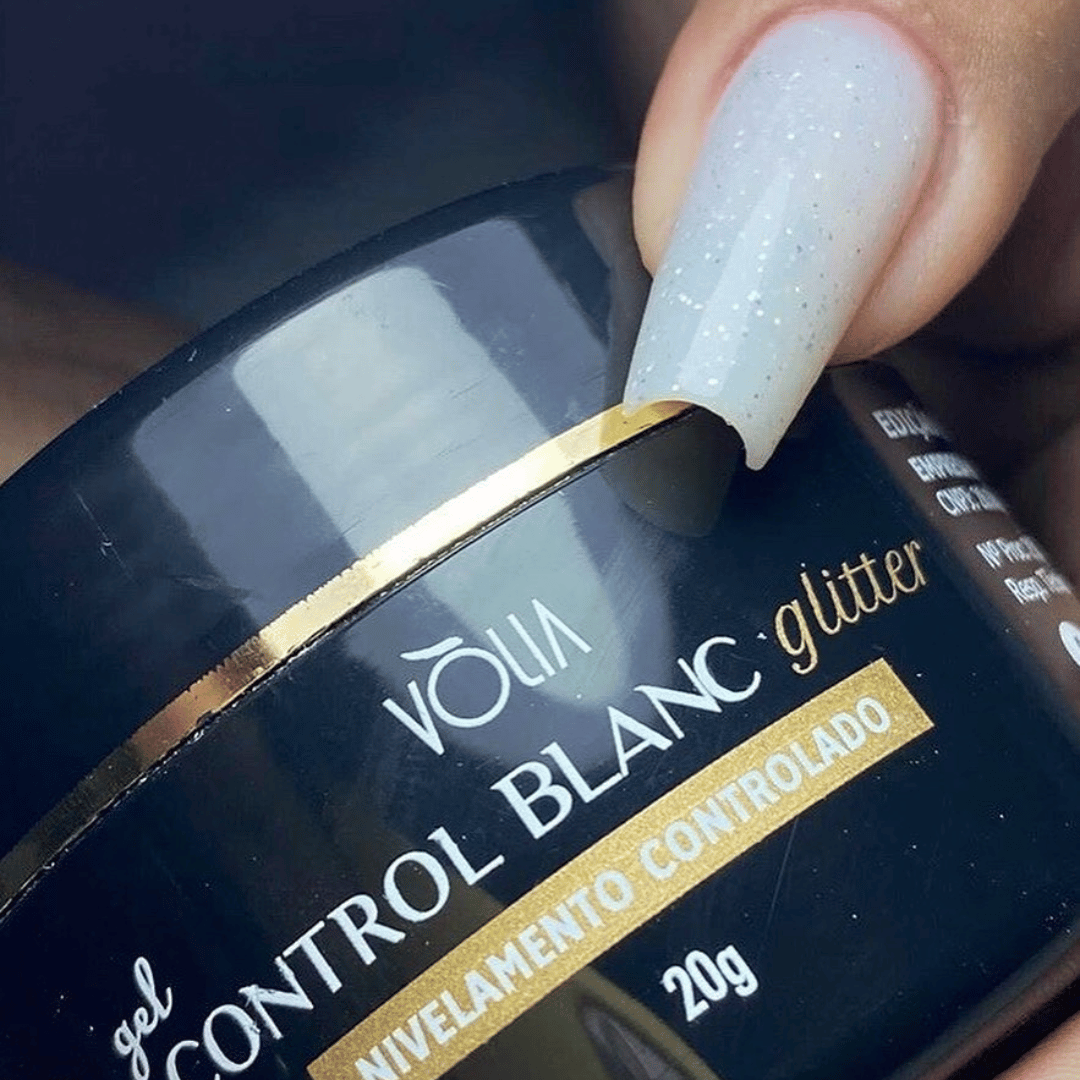 VÒLIA
gel
CONTROL BLANC glitter
NIVELAMENTO CONTROLADO
20g